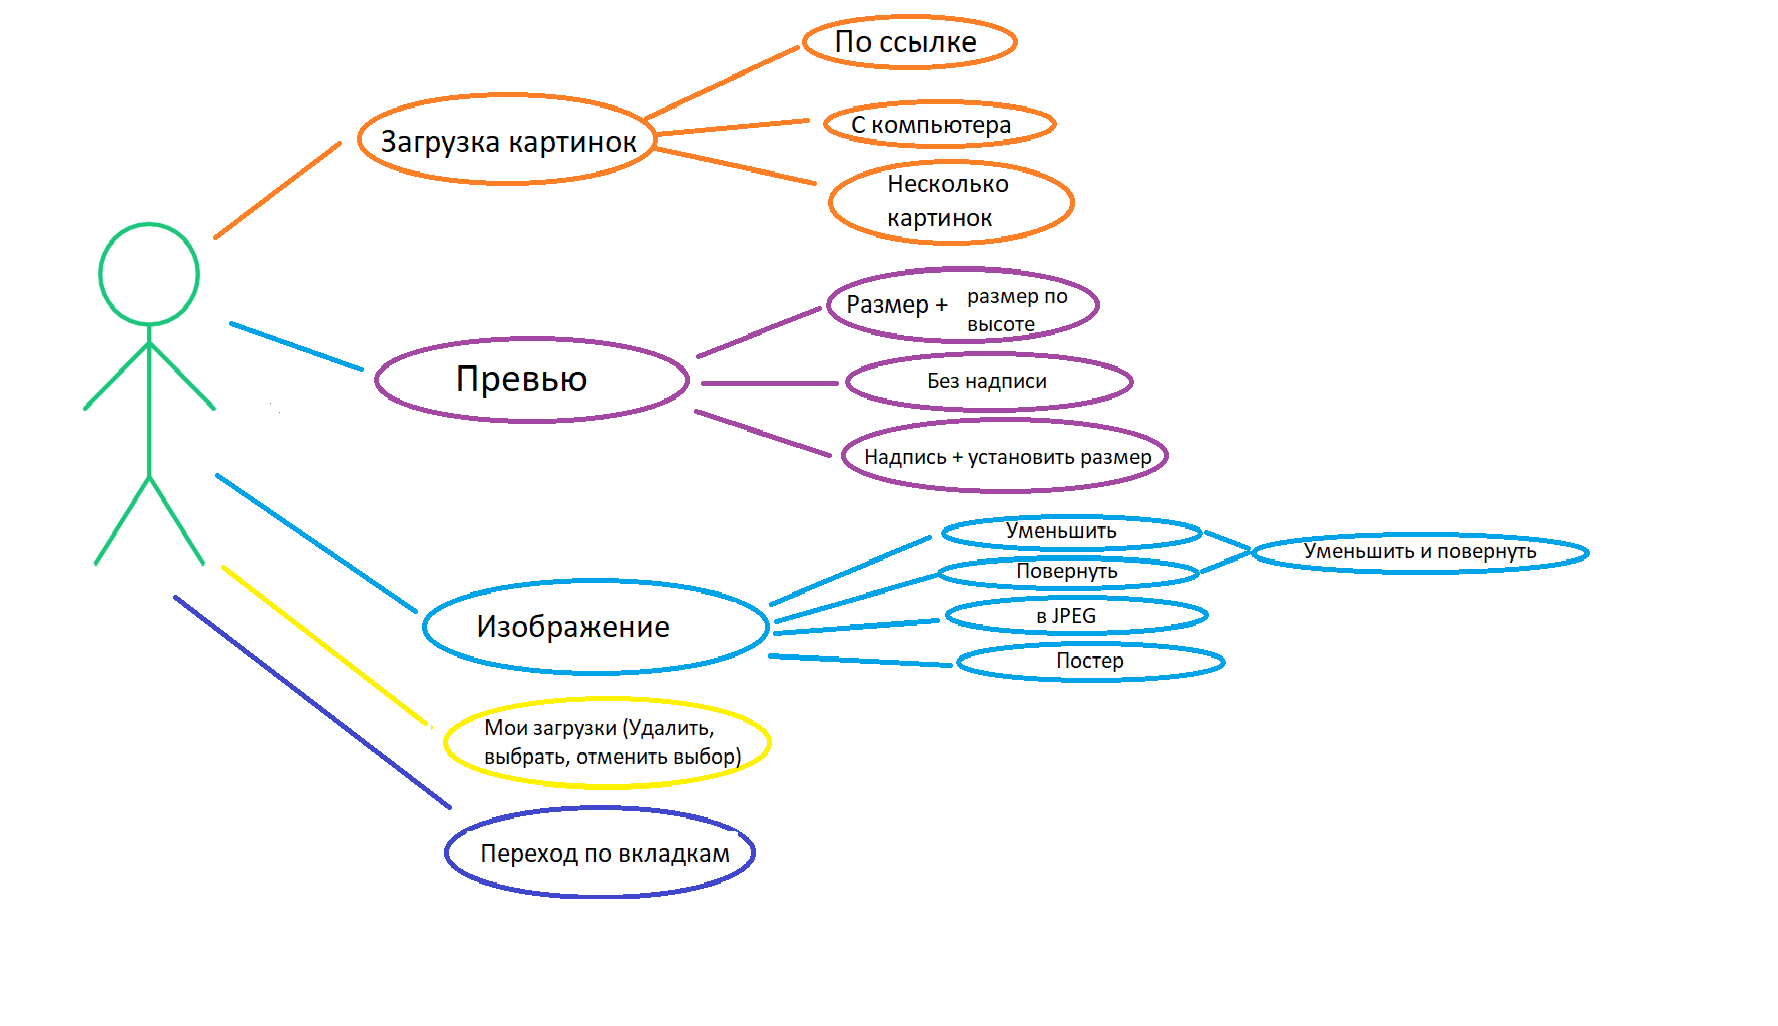 По ссылке
Загрузка картинок
С компьютера
Несколько
картинок
Размер + размер по
высоте
Превью
Без надписи
Надпись + установить размер
Уменьшить
Повернуть
Уменьшить и повернуть
в JPEG
Изображение
Постер
Мои загрузки (Удалить,
выбрать, отменить выбор)
Переход по вкладкам